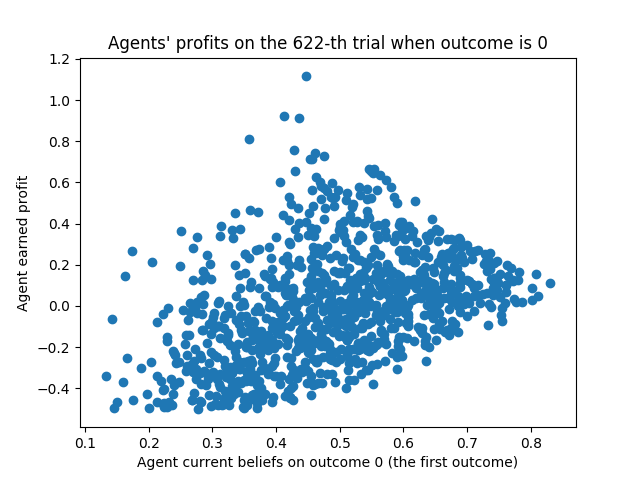 Agents' profits on the 622-th trial when outcome is 0
1.2
1.0
0.8
0.6
0.4
0.2
0.0
−0.2
−0.4
Agent earned profit
0.1 0.2 0.3 0.4 0.5 0.6 0.7 0.8
Agent current beliefs on outcome 0 (the first outcome)